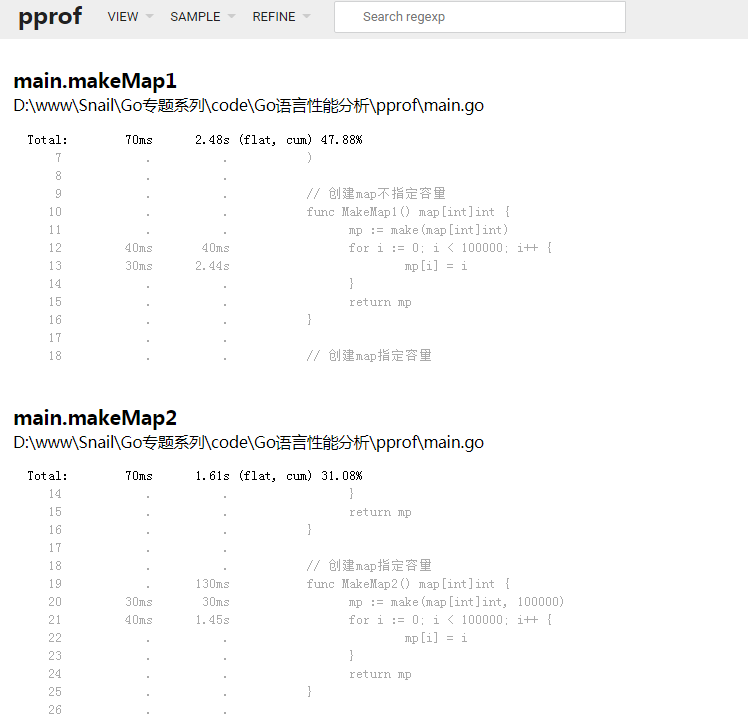 pprof VIEW SAMPLE REFINE Search regexp
main.makeMap1
D:\www\Snail\Go专题系列\code\Go语言性能分析\pprof\main.go
Total: 70ms 2.48s (flat, cum) 47.88%
7 . . )
8 . .
9 . . // 创建map不指定容量
10 . . func MakeMap1() map[int]int {
11 . . mp := make(map[int]int)
12 40ms 40ms for i := 0; i < 100000; i++ {
13 30ms 2.44s mp[i] = i
14 . . }
15 . . return mp
16 . . }
17 . .
18 . . // 创建map指定容量
main.makeMap2
D:\www\Snail\Go专题系列\code\Go语言性能分析\pprof\main.go
Total: 70ms 1.61s (flat, cum) 31.08%
14 . . }
15 . . return mp
16 . . }
17 . .
18 . . // 创建map指定容量
19 . 130ms func MakeMap2() map[int]int {
20 30ms 30ms mp := make(map[int]int, 100000)
21 40ms 1.45s for i := 0; i < 100000; i++ {
22 . . mp[i] = i
23 . . }
24 . . return mp
25 . . }
26 . .